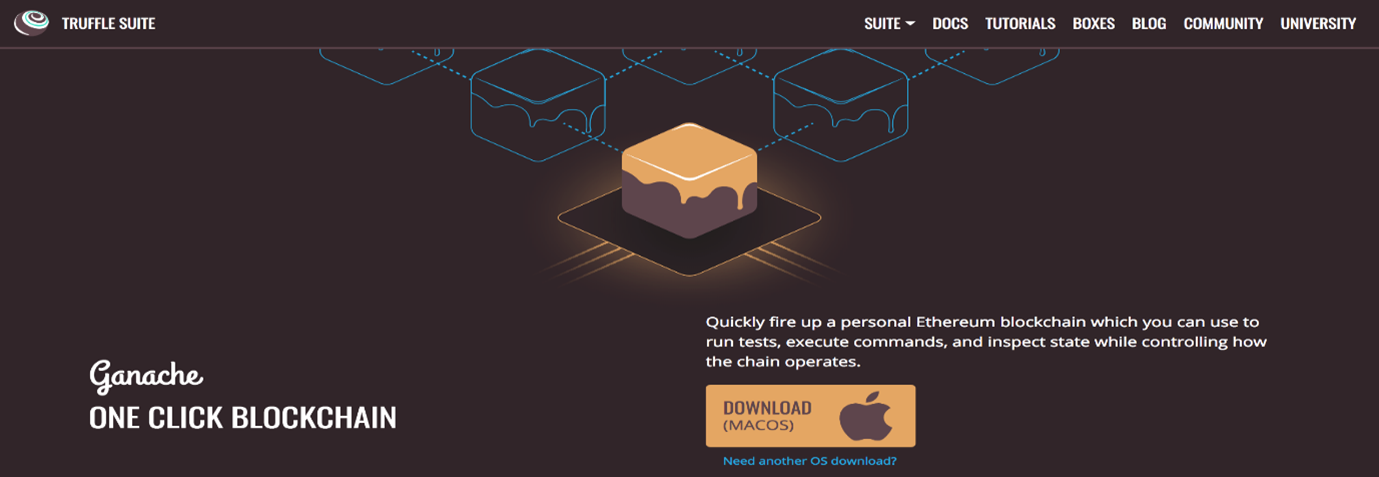 TRUFFLE SUITE
SUITE DOCS TUTORIALS BOXES BLOG COMMUNITY UNIVERSITY
Quickly fire up a personal Ethereum blockchain which you can use to
run tests, execute commands, and inspect state while controlling how
the chain operates.
Ganache
ONE CLICK BLOCKCHAIN
DOWNLOAD
(MACOS)
Need another OS download?